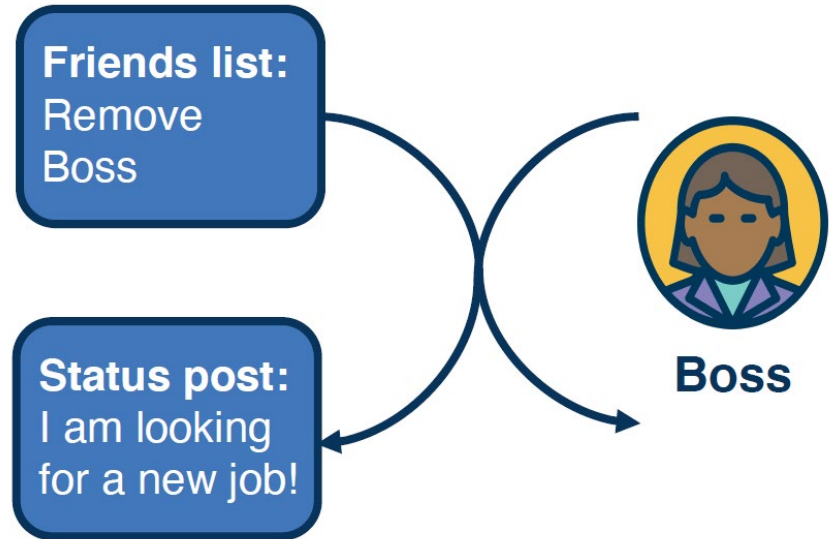 Friends list:
Remove
Boss
Status post:
I am looking
for a new job!
Boss